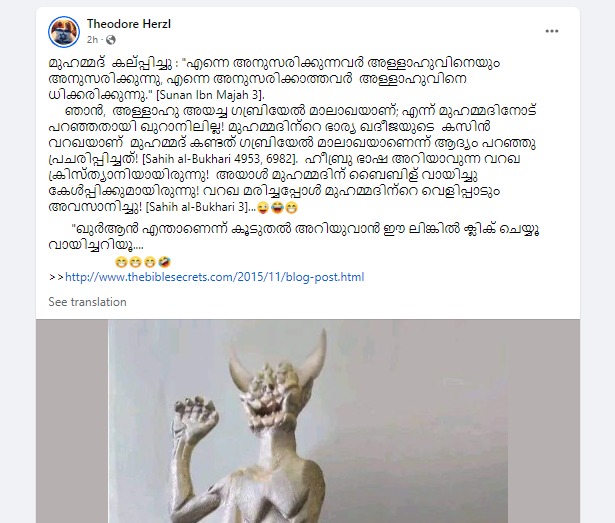 Theodore Herzl
2h ·
മുഹമ്മദ് കല്പ്പിച്ചു : "എന്നെ അനുസരിക്കുന്നവർ അള്ളാഹുവിനെയും
അനുസരിക്കുന്നു, എന്നെ അനുസരിക്കാത്തവർ അള്ളാഹുവിനെ
ധിക്കരിക്കുന്നു." [Sunan Ibn Majah 3].
ഞാൻ, അള്ളാഹു അയച്ച ഗബ്രിയേൽ മാലാഖയാണ്; എന്ന് മുഹമ്മദിനോട്
പറഞ്ഞതായി ഖുറാനിലില്ല! മുഹമ്മദിന്റെ ഭാര്യ ഖദീജയുടെ കസിൻ
വറഖയാണ് മുഹമ്മദ് കണ്ടത് ഗബ്രിയേൽ മാലാഖയാണെന്ന് ആദ്യം പറഞ്ഞു
പ്രചരിപ്പിച്ചത്! [Sahih al-Bukhari 4953, 6982]. ഹീബ്രു ഭാഷ അറിയാവുന്ന വറഖ
ക്രിസ്ത്യാനിയായിരുന്നു! അയാൾ മുഹമ്മദിന് ബൈബിള് വായിച്ചു
കേൾപ്പിക്കുമായിരുന്നു! വറഖ മരിച്ചപ്പോൾ മുഹമ്മദിന്റെ വെളിപ്പാടും
അവസാനിച്ചു! [Sahih al-Bukhari 3]...😜🤣😁
"ഖുർആൻ എന്താണെന്ന് കൂടുതൽ അറിയുവാൻ ഈ ലിങ്കിൽ ക്ലിക് ചെയ്യൂ
വായിച്ചറിയൂ....
😁😁😁🤣
>>http://www.thebiblesecrets.com/2015/11/blog-post.html
See translation